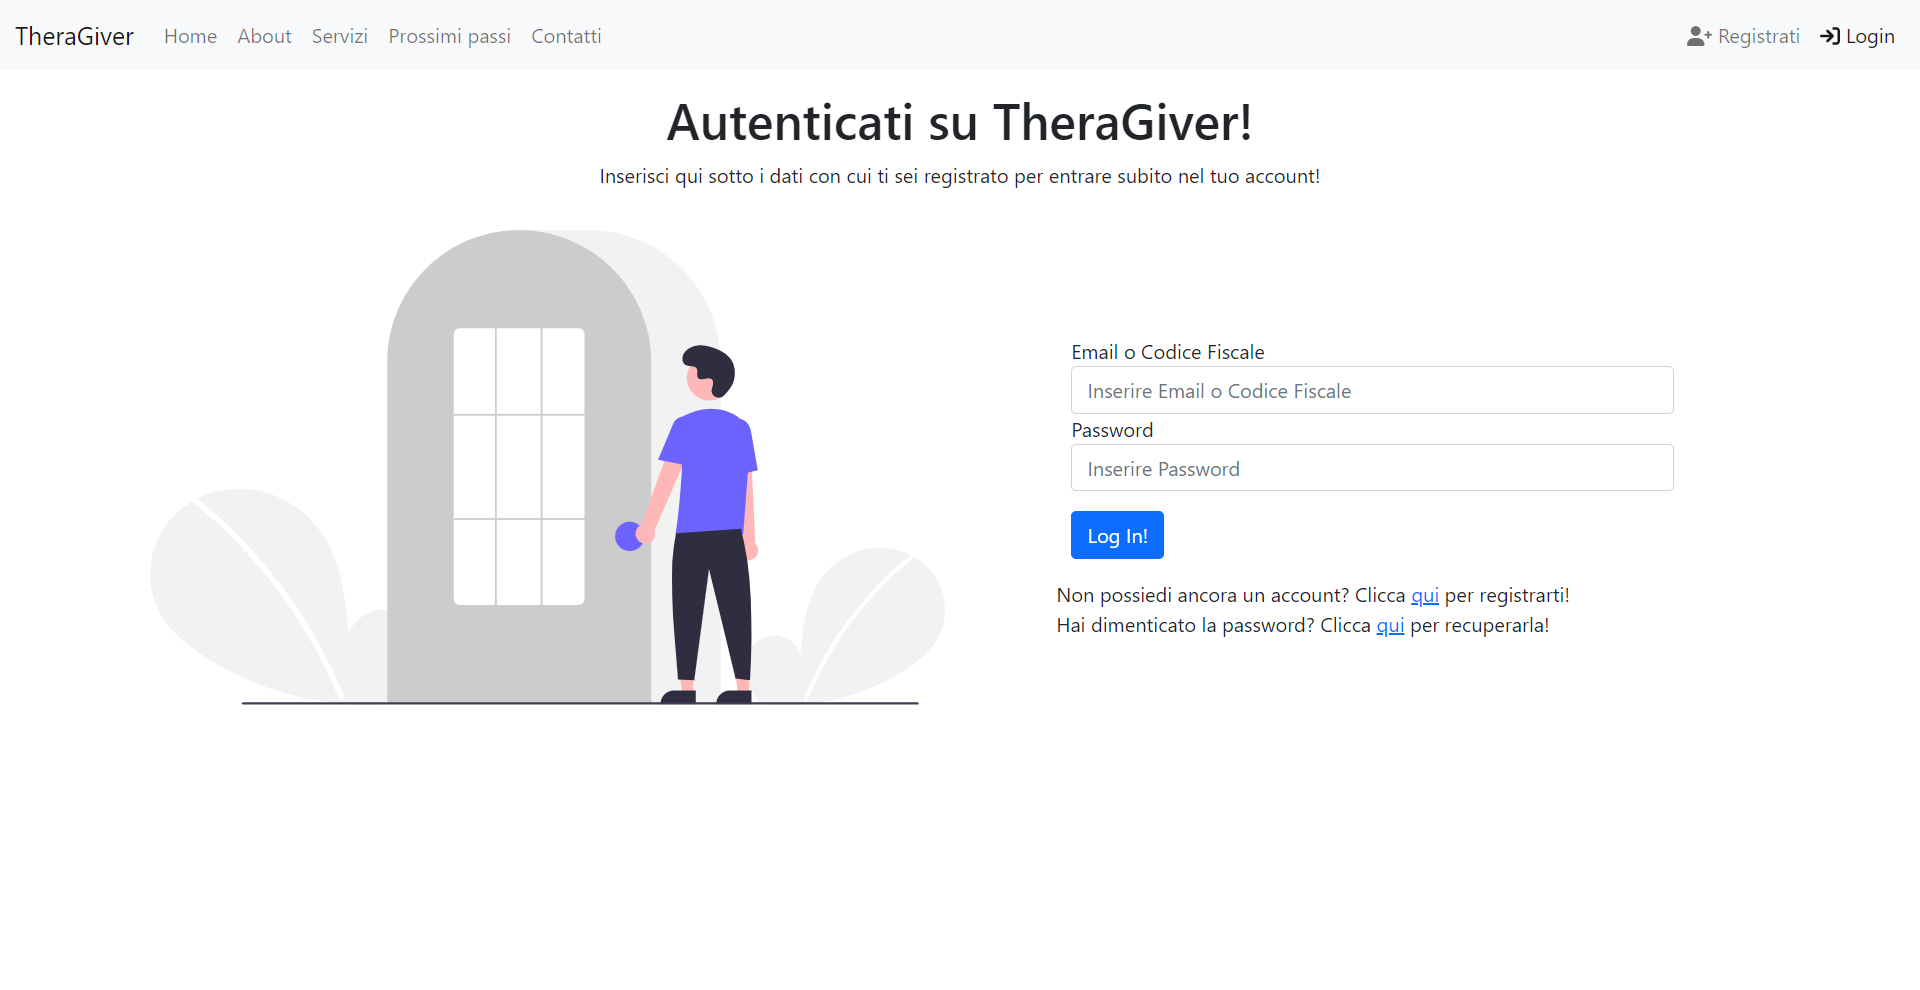 TheraGiver Home About Servizi Prossimi passi Contatti Registrati Login
Autenticati su TheraGiver!
Inserisci qui sotto i dati con cui ti sei registrato per entrare subito nel tuo account!
Email o Codice Fiscale
Inserire Email o Codice Fiscale
Password
Inserire Password
Log In!
Non possiedi ancora un account? Clicca qui per registrarti!
Hai dimenticato la password? Clicca qui per recuperarla!